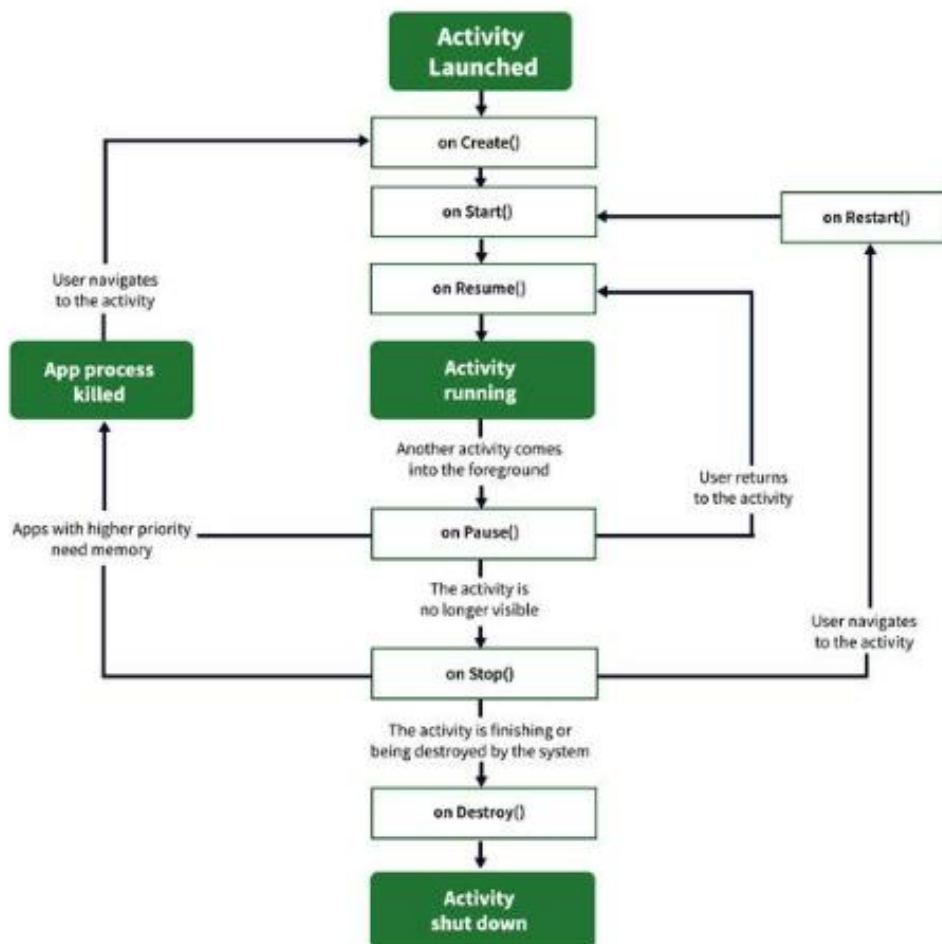 Activity
Launched
on Create()
on Start()
on Restart()
on Resume()
User navigates
to the activity
App process
killed
Activity
running
Another activity comes
into the foreground
User returns
to the activity
Apps with higher priority
need memory
on Pause()
The activity is
no longer visible
User navigates
to the activity
on Stop()
The activity is finishing or
being destroyed by the system
on Destroy()
Activity
shut down